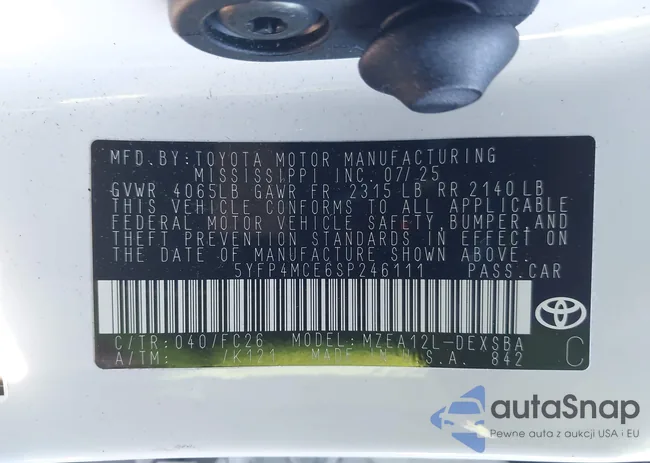 MFD. BY: TOYOTA MOTOR MANUFACTURING
MISSISSIPPI INC. 07/25
GVWR 4065LB GAWR FR 2315 LB RR 2140 LB
THIS VEHICLE CONFORMS TO ALL APPLICABLE
FEDERAL MOTOR VEHICLE SAFETY, BUMPER, AND
THEFT PREVENTION STANDARDS IN EFFECT ON
THE DATE OF MANUFACTURE SHOWN ABOVE.
5YFP4MCE6SP246111 PASS. CAR
C/TR: 040/FC26 MODEL: MZEA12L-DEXSBA
A/TM: /K121 MADE IN U.S.A. 842 C
autaSnap
Pewne auta z aukcji USA i EU